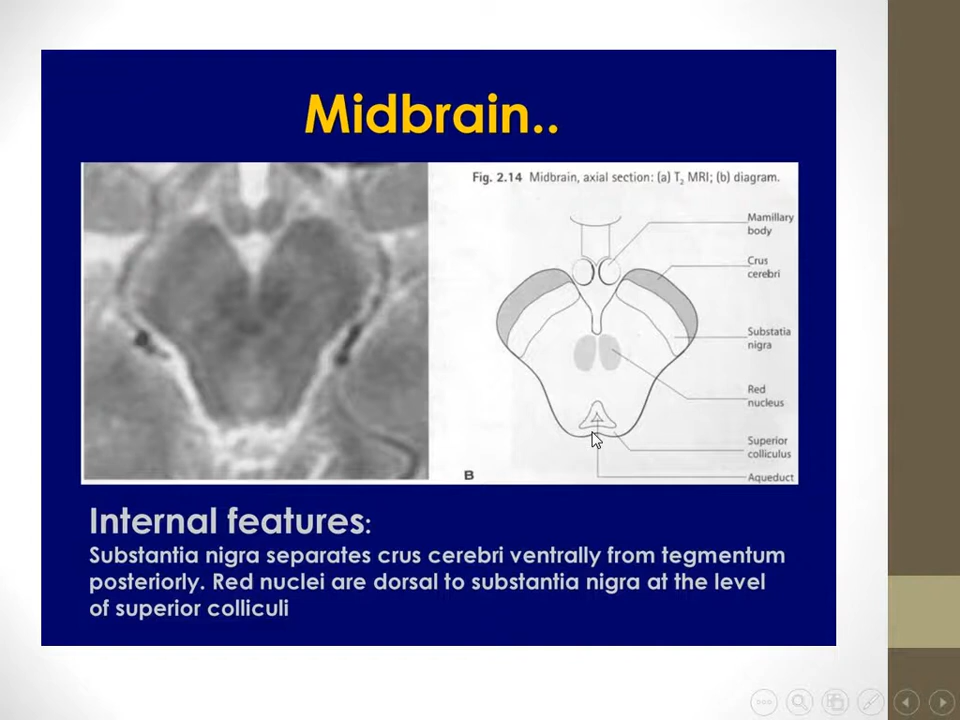 Midbrain..
Fig. 2.14 Midbrain, axial section: (a) T2 MRI; (b) diagram.
Mamillary
body
Crus
cerebri
Substatia
nigra
Red
nucleus
Superior
colliculus
Aqueduct
B
Internal features:
Substantia nigra separates crus cerebri ventrally from tegmentum
posteriorly. Red nuclei are dorsal to substantia nigra at the level
of superior colliculi